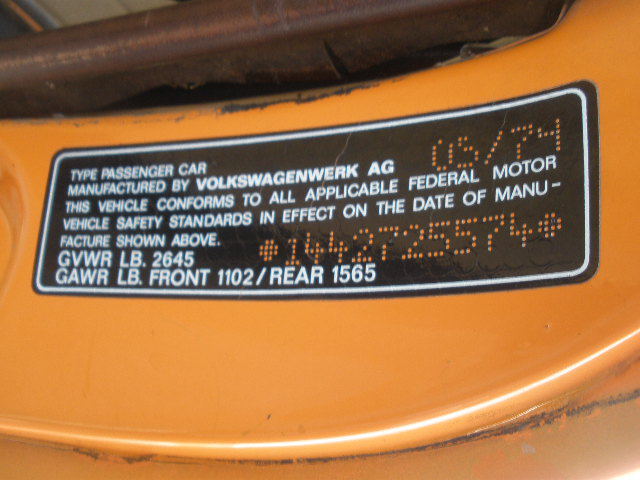 TYPE PASSENGER CAR 05/74
MANUFACTURED BY VOLKSWAGENWERK AG
THIS VEHICLE CONFORMS TO ALL APPLICABLE FEDERAL MOTOR
VEHICLE SAFETY STANDARDS IN EFFECT ON THE DATE OF MANU-
FACTURE SHOWN ABOVE.
GVWR LB. 2645 *1042725574*
GAWR LB. FRONT 1102/REAR 1565